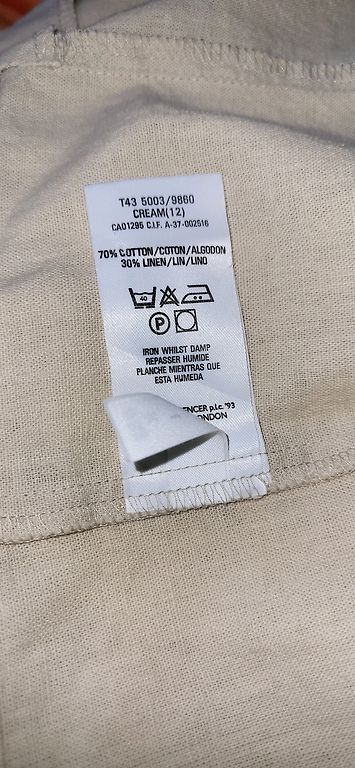 T43 5003/9860
CREAM(12)
CA01295 C.I.F. A-37-002516
70% COTTON/COTON/ALGODON
30% LINEN/LIN/LINO
40
P
IRON WHILST DAMP
REPASSER HUMIDE
PLANCHE MIENTRAS QUE
ESTA HUMEDA
ENCER p.l.c. '93
ONDON